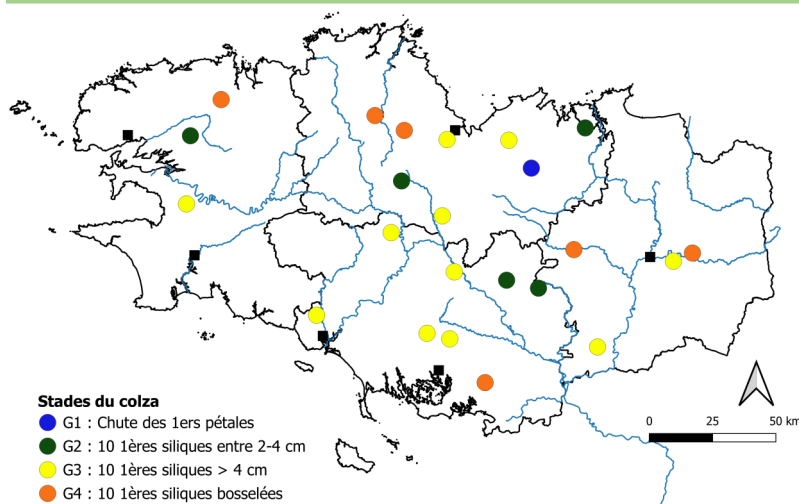 Stades du colza
G1 : Chute des 1ers pétales
G2 : 10 1ères siliques entre 2-4 cm
G3 : 10 1ères siliques > 4 cm
G4 : 10 1ères siliques bosselées
0 25 50 km